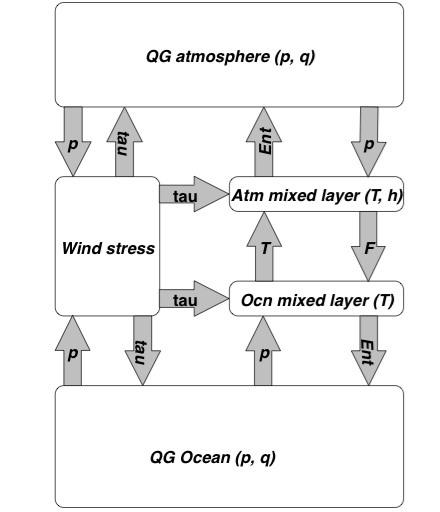 QG atmosphere (p, q)
p
tau
Ent
p
tau
Atm mixed layer (T, h)
Wind stress
T
F
tau
Ocn mixed layer (T)
p
tau
p
Ent
QG Ocean (p, q)